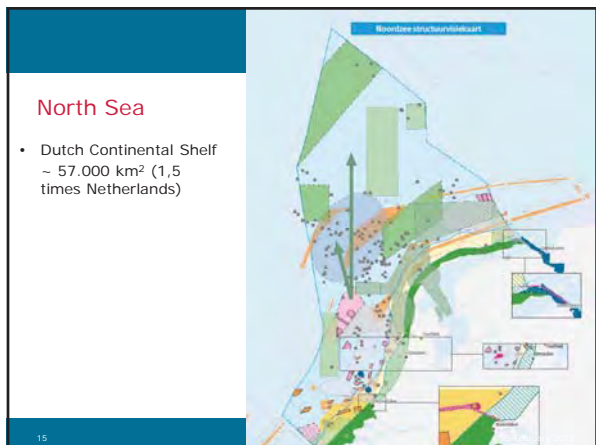 Noordzee structuurvisiekaart
North Sea
• Dutch Continental Shelf
~ 57.000 km² (1,5
times Netherlands)
15